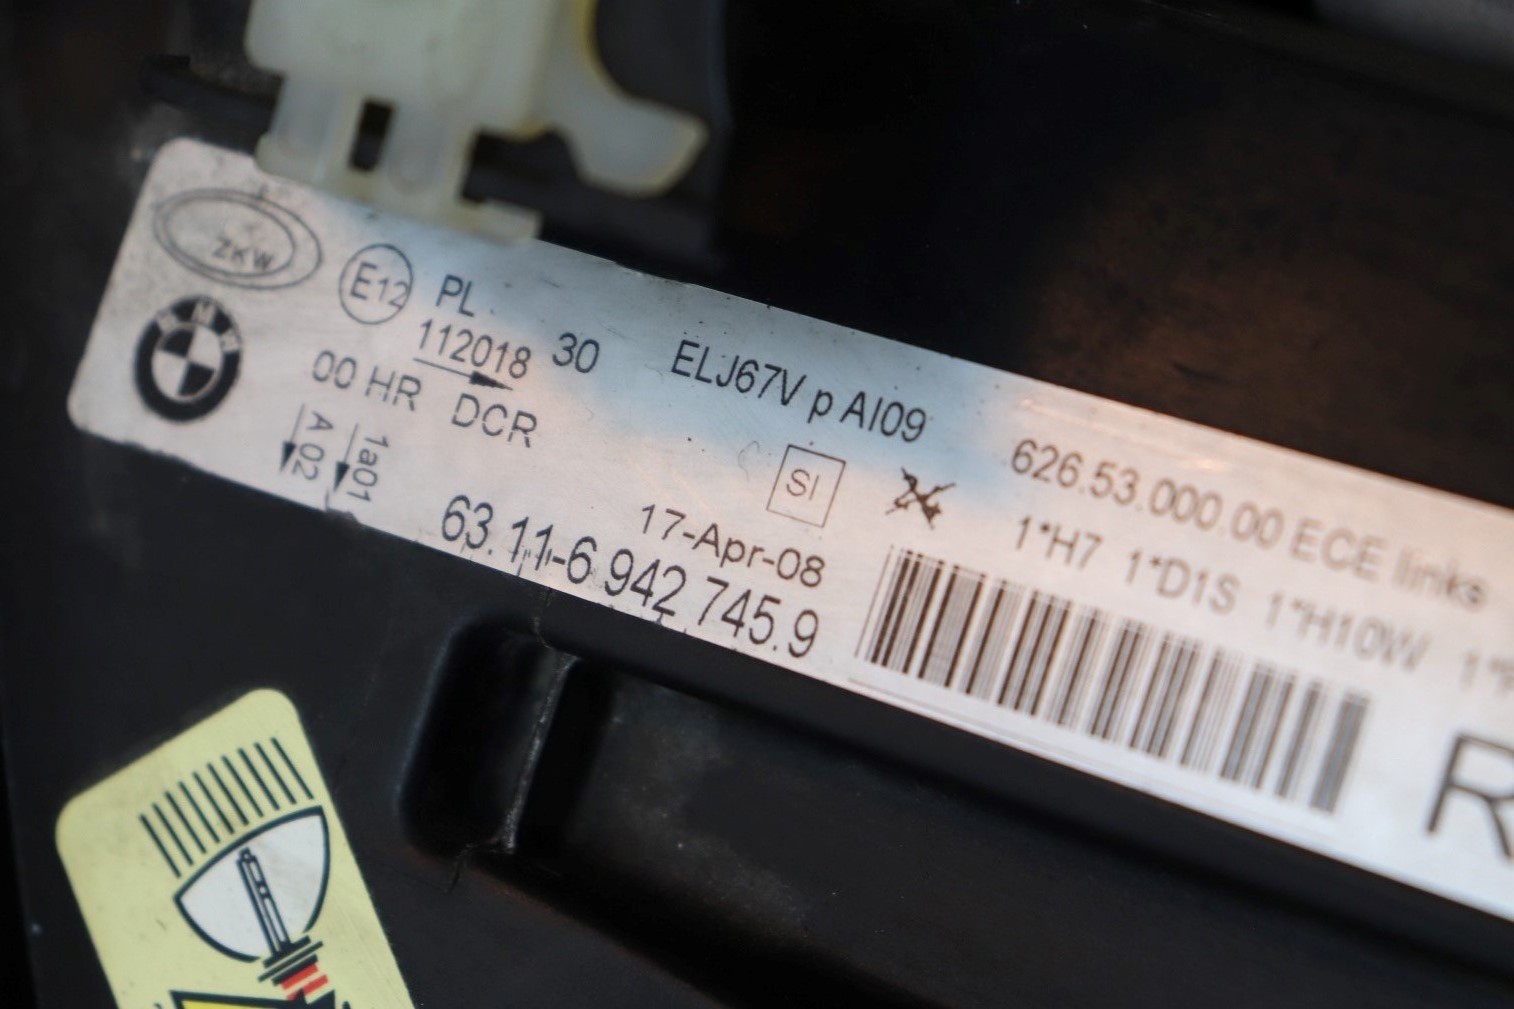 ZKW
BMW
E12
PL
112018 30
00 HR DCR
A 02
1a01
ELJ67V p AI09
SI
626.53.000.00 ECE links
1*H7 1*D1S 1*H10W
17-Apr-08
63.11-6 942 745.9
R